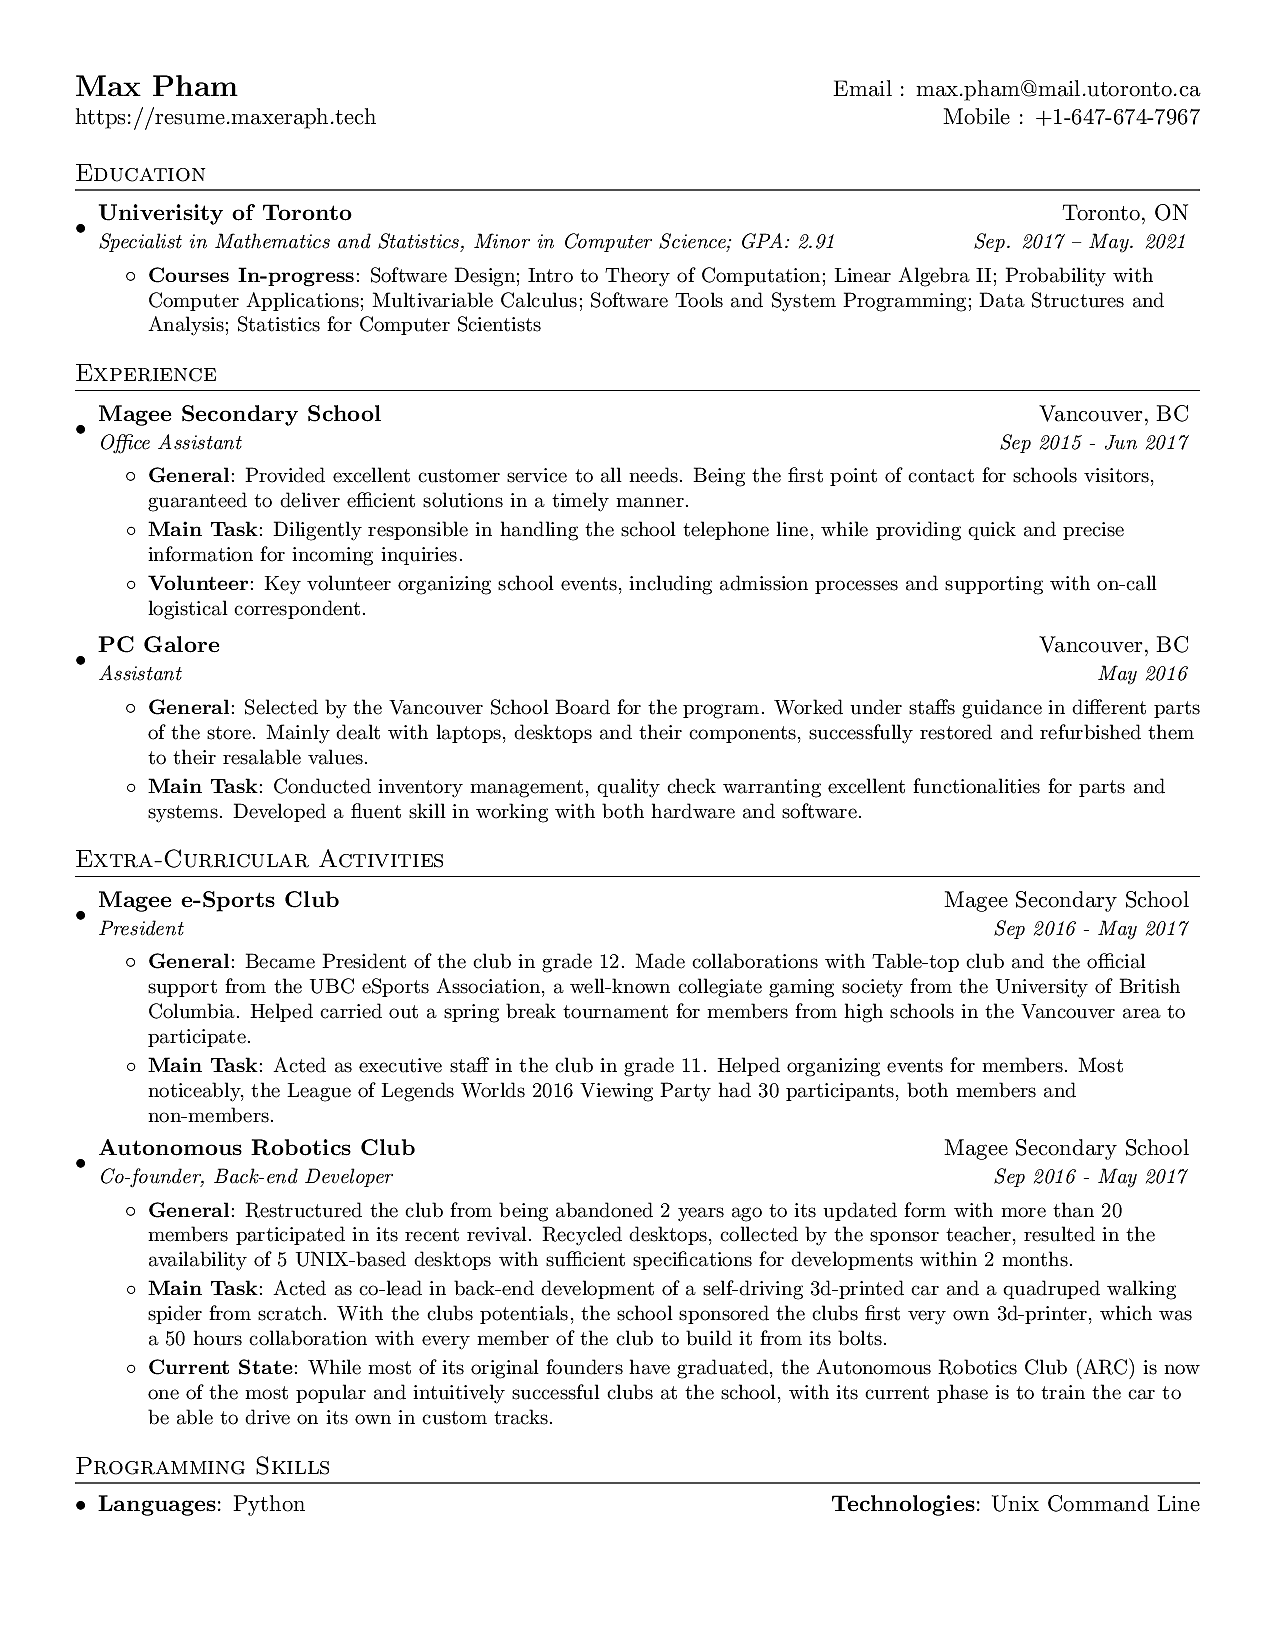 Max Pham Email : max.pham@mail.utoronto.ca
https://resume.maxeraph.tech Mobile : +1-647-674-7967
Education
• Univerisity of Toronto Toronto, ON
Specialist in Mathematics and Statistics, Minor in Computer Science; GPA: 2.91 Sep. 2017 – May. 2021
◦ Courses In-progress: Software Design; Intro to Theory of Computation; Linear Algebra II; Probability with
Computer Applications; Multivariable Calculus; Software Tools and System Programming; Data Structures and
Analysis; Statistics for Computer Scientists
Experience
• Magee Secondary School Vancouver, BC
Office Assistant Sep 2015 - Jun 2017
◦ General: Provided excellent customer service to all needs. Being the first point of contact for schools visitors,
guaranteed to deliver efficient solutions in a timely manner.
◦ Main Task: Diligently responsible in handling the school telephone line, while providing quick and precise
information for incoming inquiries.
◦ Volunteer: Key volunteer organizing school events, including admission processes and supporting with on-call
logistical correspondent.
• PC Galore Vancouver, BC
Assistant May 2016
◦ General: Selected by the Vancouver School Board for the program. Worked under staffs guidance in different parts
of the store. Mainly dealt with laptops, desktops and their components, successfully restored and refurbished them
to their resalable values.
◦ Main Task: Conducted inventory management, quality check warranting excellent functionalities for parts and
systems. Developed a fluent skill in working with both hardware and software.
Extra-Curricular Activities
• Magee e-Sports Club Magee Secondary School
President Sep 2016 - May 2017
◦ General: Became President of the club in grade 12. Made collaborations with Table-top club and the official
support from the UBC eSports Association, a well-known collegiate gaming society from the University of British
Columbia. Helped carried out a spring break tournament for members from high schools in the Vancouver area to
participate.
◦ Main Task: Acted as executive staff in the club in grade 11. Helped organizing events for members. Most
noticeably, the League of Legends Worlds 2016 Viewing Party had 30 participants, both members and
non-members.
• Autonomous Robotics Club Magee Secondary School
Co-founder, Back-end Developer Sep 2016 - May 2017
◦ General: Restructured the club from being abandoned 2 years ago to its updated form with more than 20
members participated in its recent revival. Recycled desktops, collected by the sponsor teacher, resulted in the
availability of 5 UNIX-based desktops with sufficient specifications for developments within 2 months.
◦ Main Task: Acted as co-lead in back-end development of a self-driving 3d-printed car and a quadruped walking
spider from scratch. With the clubs potentials, the school sponsored the clubs first very own 3d-printer, which was
a 50 hours collaboration with every member of the club to build it from its bolts.
◦ Current State: While most of its original founders have graduated, the Autonomous Robotics Club (ARC) is now
one of the most popular and intuitively successful clubs at the school, with its current phase is to train the car to
be able to drive on its own in custom tracks.
Programming Skills
• Languages: Python Technologies: Unix Command Line